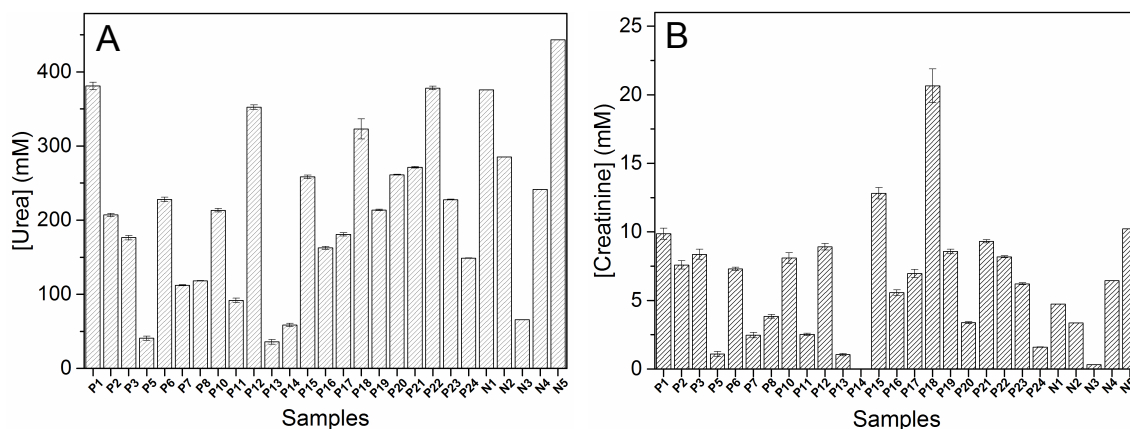 A
[Urea] (mM)
400
300
200
100
0
P1 P2 P3 P5 P6 P7 P8 P10 P11 P12 P13 P14 P15 P16 P17 P18 P19 P20 P21 P22 P23 P24 N1 N2 N3 N4 N5
Samples
B
[Creatinine] (mM)
25
20
15
10
5
0
P1 P2 P3 P5 P6 P7 P8 P10 P11 P12 P13 P14 P15 P16 P17 P18 P19 P20 P21 P22 P23 P24 N1 N2 N3 N4 N5
Samples